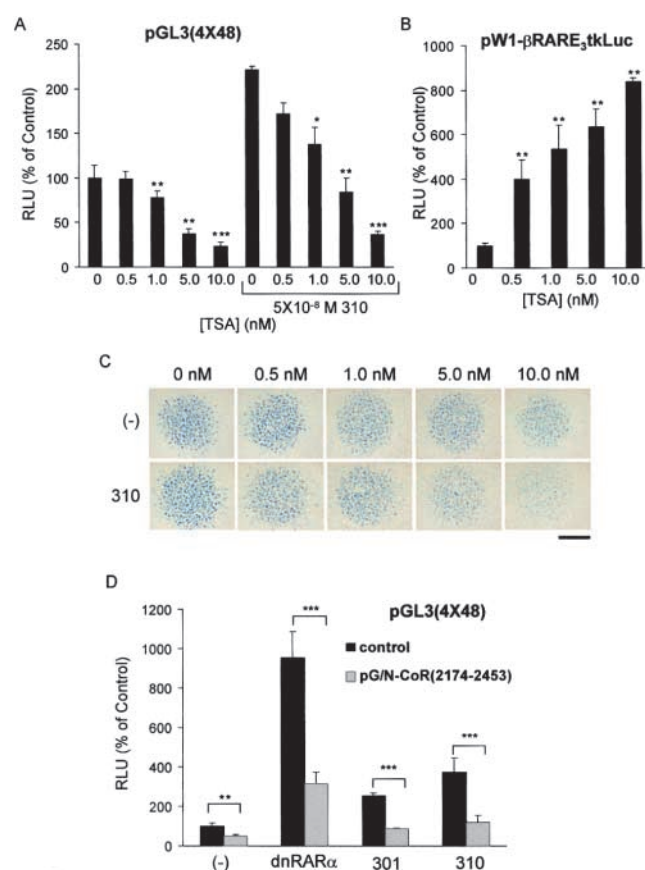 A
pGL3(4X48)
RLU (% of Control)
250
200
150
100
50
0
**
**
***
*
**
***
0 0.5 1.0 5.0 10.0 0 0.5 1.0 5.0 10.0
5X10⁻⁸ M 310
[TSA] (nM)
B
pW1-βRARE₃tkLuc
RLU (% of Control)
1000
800
600
400
200
0
**
**
**
**
0 0.5 1.0 5.0 10.0
[TSA] (nM)
C
0 nM 0.5 nM 1.0 nM 5.0 nM 10.0 nM
(-)
310
D
pGL3(4X48)
RLU (% of Control)
1200
1000
800
600
400
200
0
**
***
***
***
control
pG/N-CoR(2174-2453)
(-) dnRARα 301 310